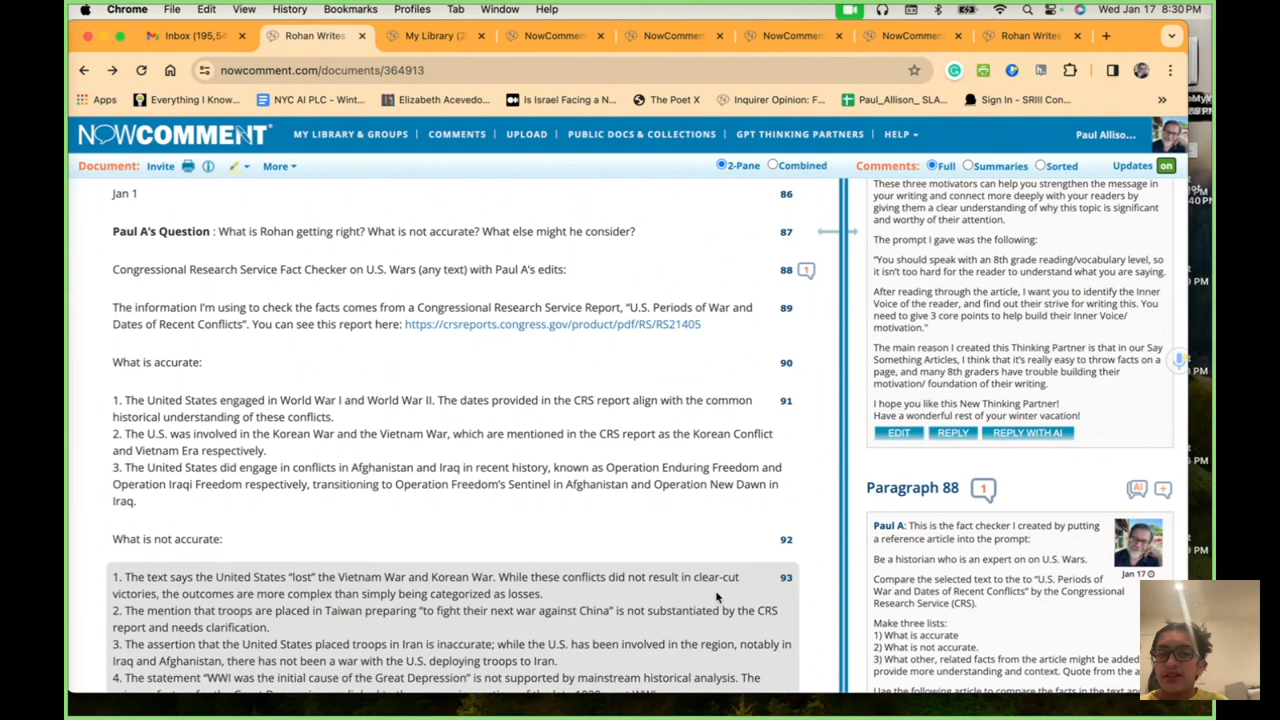 Chrome File Edit View History Bookmarks Profiles Tab Window Help Wed Jan 17 8:30 PM
Inbox (195,54 Rohan Writes My Library (2 NowCommen NowCommen NowCommen NowCommen Rohan Writes
nowcomment.com/documents/364913
Apps Everything I Know... NYC AI PLC - Wint... Elizabeth Acevedo... Is Israel Facing a N... The Poet X Inquirer Opinion: F... Paul_Allison_ SLA... Sign In - SRIII Con...
NOWCOMMENT MY LIBRARY & GROUPS COMMENTS UPLOAD PUBLIC DOCS & COLLECTIONS GPT THINKING PARTNERS HELP Paul Alliso...
Document: Invite More 2-Pane Combined Comments: Full Summaries Sorted Updates on
Jan 1 86
Paul A's Question : What is Rohan getting right? What is not accurate? What else might he consider? 87
Congressional Research Service Fact Checker on U.S. Wars (any text) with Paul A's edits: 88 1
The information I'm using to check the facts comes from a Congressional Research Service Report, "U.S. Periods of War and 89
Dates of Recent Conflicts". You can see this report here: https://crsreports.congress.gov/product/pdf/RS/RS21405
What is accurate: 90
1. The United States engaged in World War I and World War II. The dates provided in the CRS report align with the common 91
historical understanding of these conflicts.
2. The U.S. was involved in the Korean War and the Vietnam War, which are mentioned in the CRS report as the Korean Conflict
and Vietnam Era respectively.
3. The United States did engage in conflicts in Afghanistan and Iraq in recent history, known as Operation Enduring Freedom and
Operation Iraqi Freedom respectively, transitioning to Operation Freedom's Sentinel in Afghanistan and Operation New Dawn in
Iraq.
What is not accurate: 92
1. The text says the United States "lost" the Vietnam War and Korean War. While these conflicts did not result in clear-cut 93
victories, the outcomes are more complex than simply being categorized as losses.
2. The mention that troops are placed in Taiwan preparing "to fight their next war against China" is not substantiated by the CRS
report and needs clarification.
3. The assertion that the United States placed troops in Iran is inaccurate; while the U.S. has been involved in the region, notably in
Iraq and Afghanistan, there has not been a war with the U.S. deploying troops to Iran.
4. The statement "WWI was the initial cause of the Great Depression" is not supported by mainstream historical analysis. The
These three motivators can help you strengthen the message in
your writing and connect more deeply with your readers by
giving them a clear understanding of why this topic is significant
and worthy of their attention.
The prompt I gave was the following:
"You should speak with an 8th grade reading/vocabulary level, so
it isn't too hard for the reader to understand what you are saying.
After reading through the article, I want you to identify the Inner
Voice of the reader, and find out their strive for writing this. You
need to give 3 core points to help build their Inner Voice/
motivation."
The main reason I created this Thinking Partner is that in our Say
Something Articles, I think that it's really easy to throw facts on a
page, and many 8th graders have trouble building their
motivation/ foundation of their writing.
I hope you like this New Thinking Partner!
Have a wonderful rest of your winter vacation!
EDIT REPLY REPLY WITH AI
Paragraph 88 1 AI
Paul A: This is the fact checker I created by putting
a reference article into the prompt:
Be a historian who is an expert on on U.S. Wars.
Jan 17
Compare the selected text to the to "U.S. Periods of
War and Dates of Recent Conflicts" by the Congressional
Research Service (CRS).
Make three lists:
1) What is accurate
2) What is not accurate.
3) What other, related facts from the article might be added
provide more information and context. Quote from the a
Use the following article to compare the facts in the text an